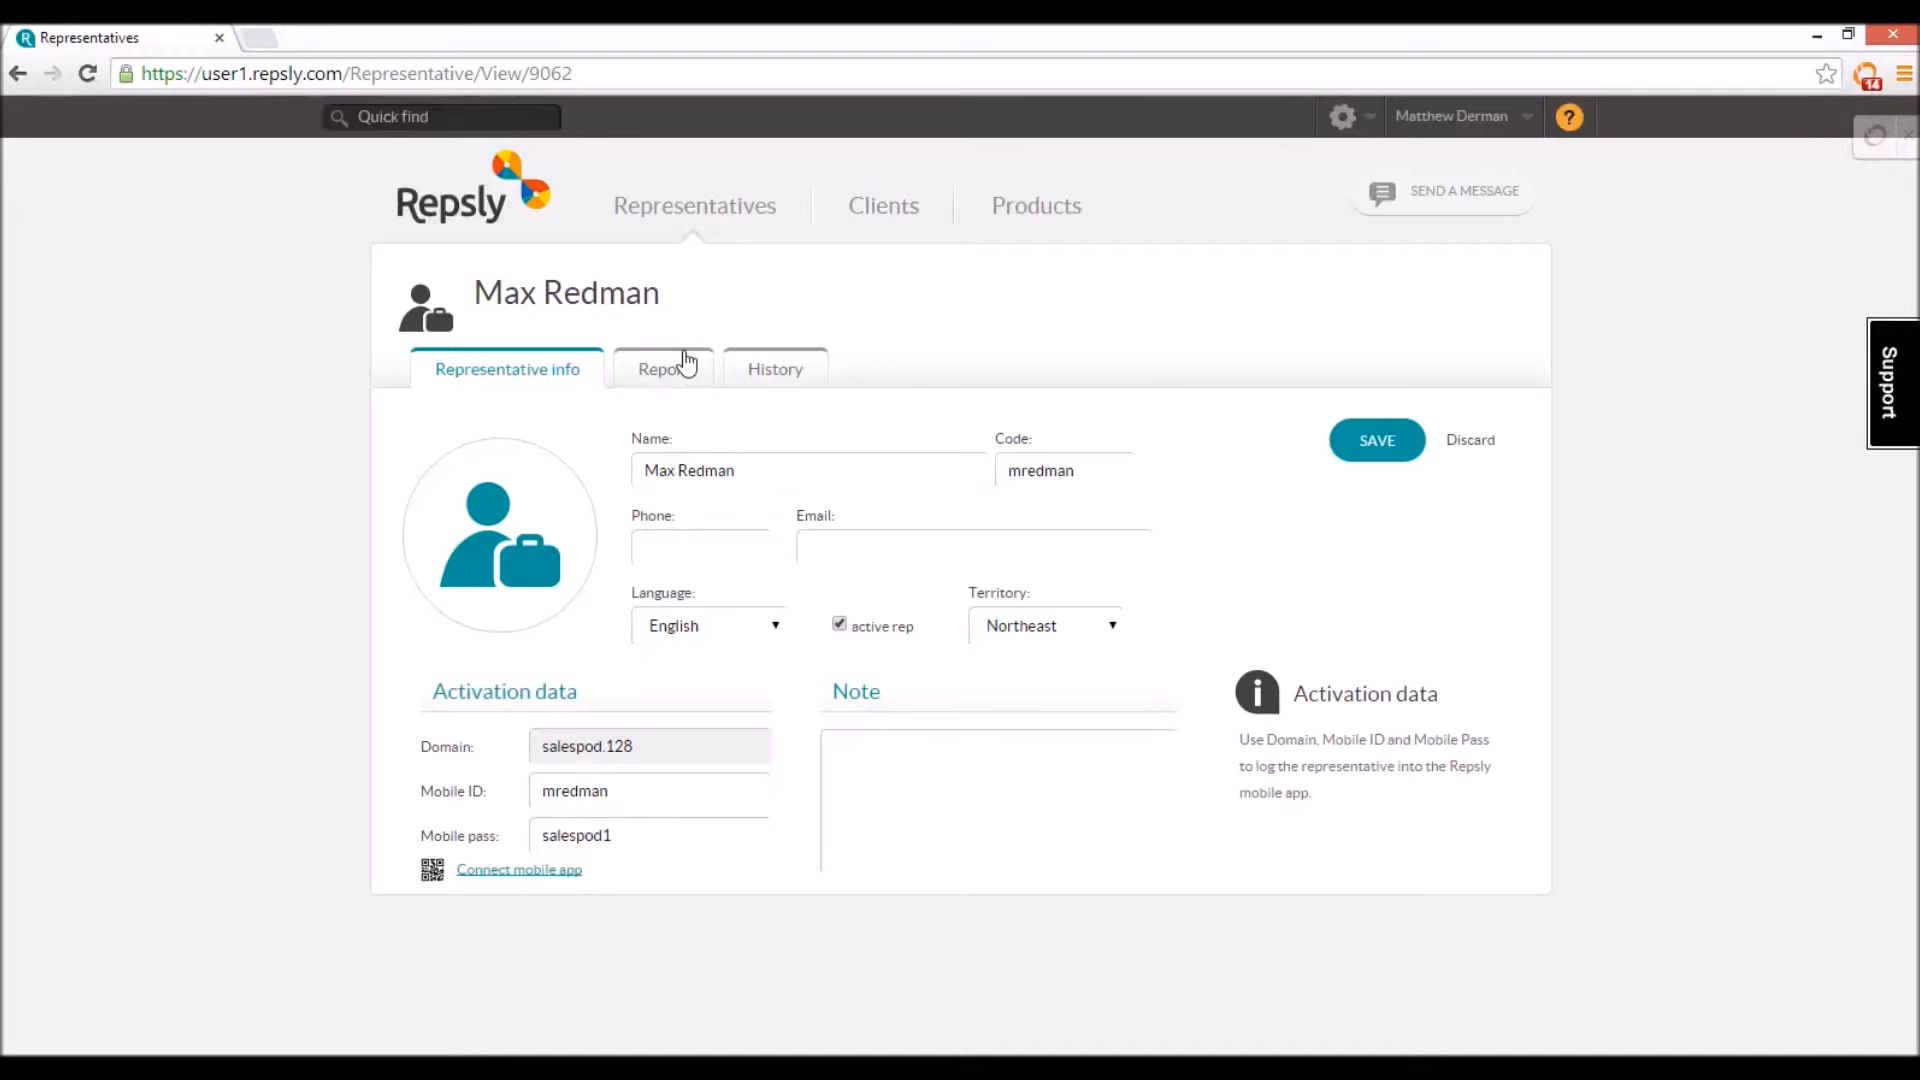 Representatives
https://user1.repsly.com/Representative/View/9062
14
Quick find
Matthew Derman
?
Repsly
Representatives
Clients
Products
SEND A MESSAGE
Max Redman
Representative info
History
Support
Name:
Code:
SAVE
Discard
Max Redman
mredman
Phone:
Email:
Language:
Territory:
English
active rep
Northeast
Activation data
Note
i
Activation data
Domain:
salespod.128
Use Domain, Mobile ID and Mobile Pass
to log the representative into the Repsly
mobile app.
Mobile ID:
mredman
Mobile pass:
salespod1
Connect mobile app